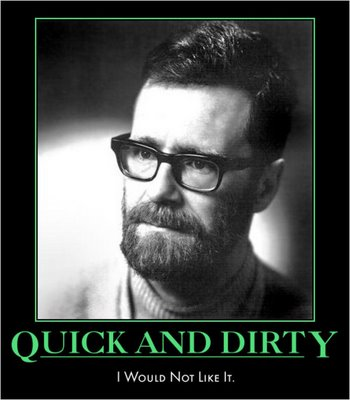 QUICK AND DIRTY
I WOULD NOT LIKE IT.